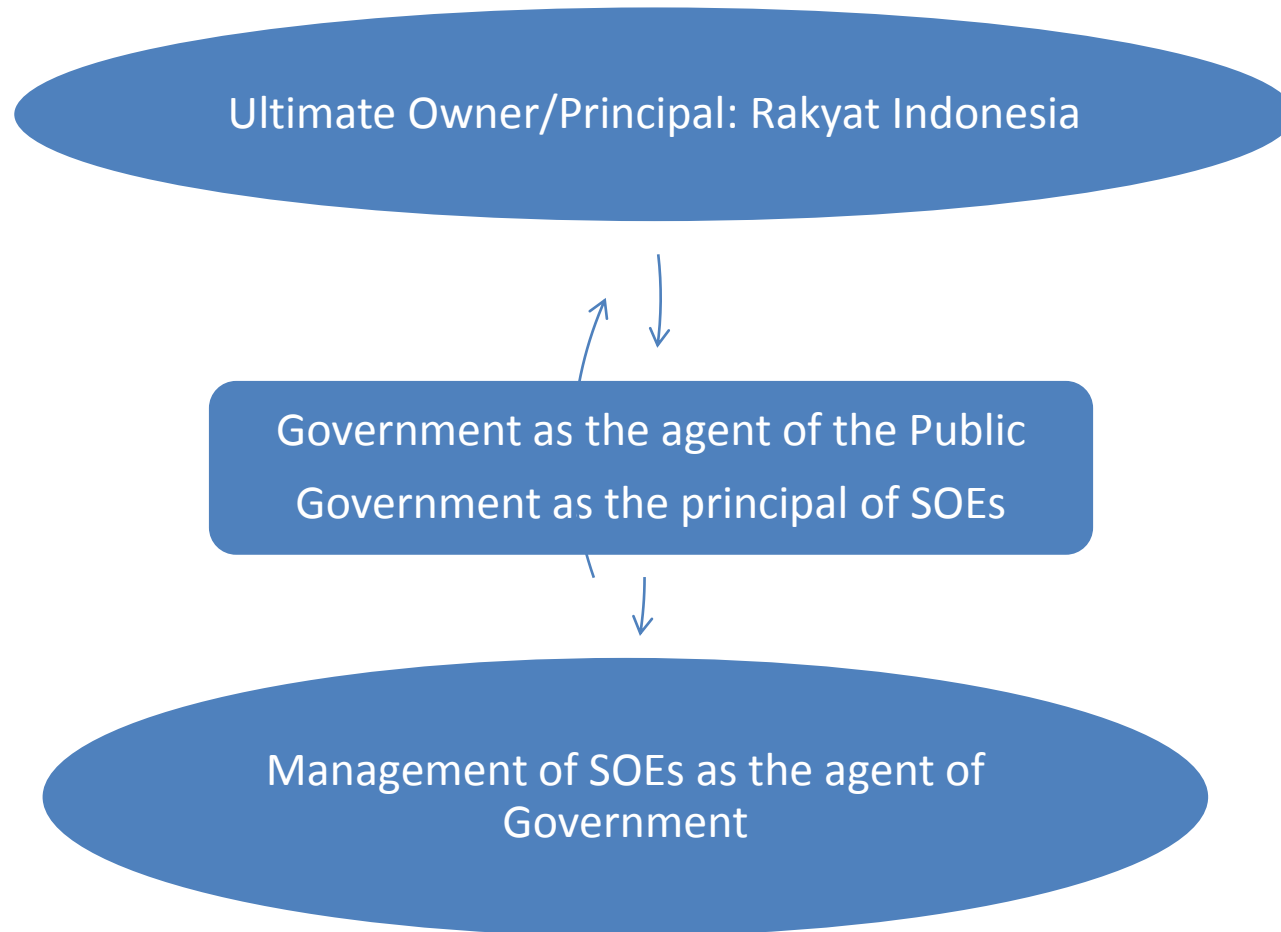 Ultimate Owner/Principal: Rakyat Indonesia
Government as the agent of the Public
Government as the principal of SOEs
Management of SOEs as the agent of
Government